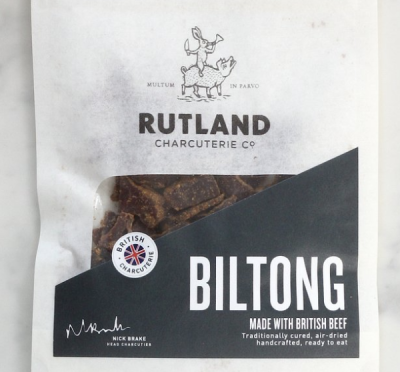 MULTUM IN PARVO
RUTLAND
CHARCUTERIE Cº
BRITISH
CHARCUTERIE
BILTONG
MADE WITH BRITISH BEEF
Traditionally cured, air-dried
handcrafted, ready to eat
NICK BRAKE
HEAD CHARCUTIER